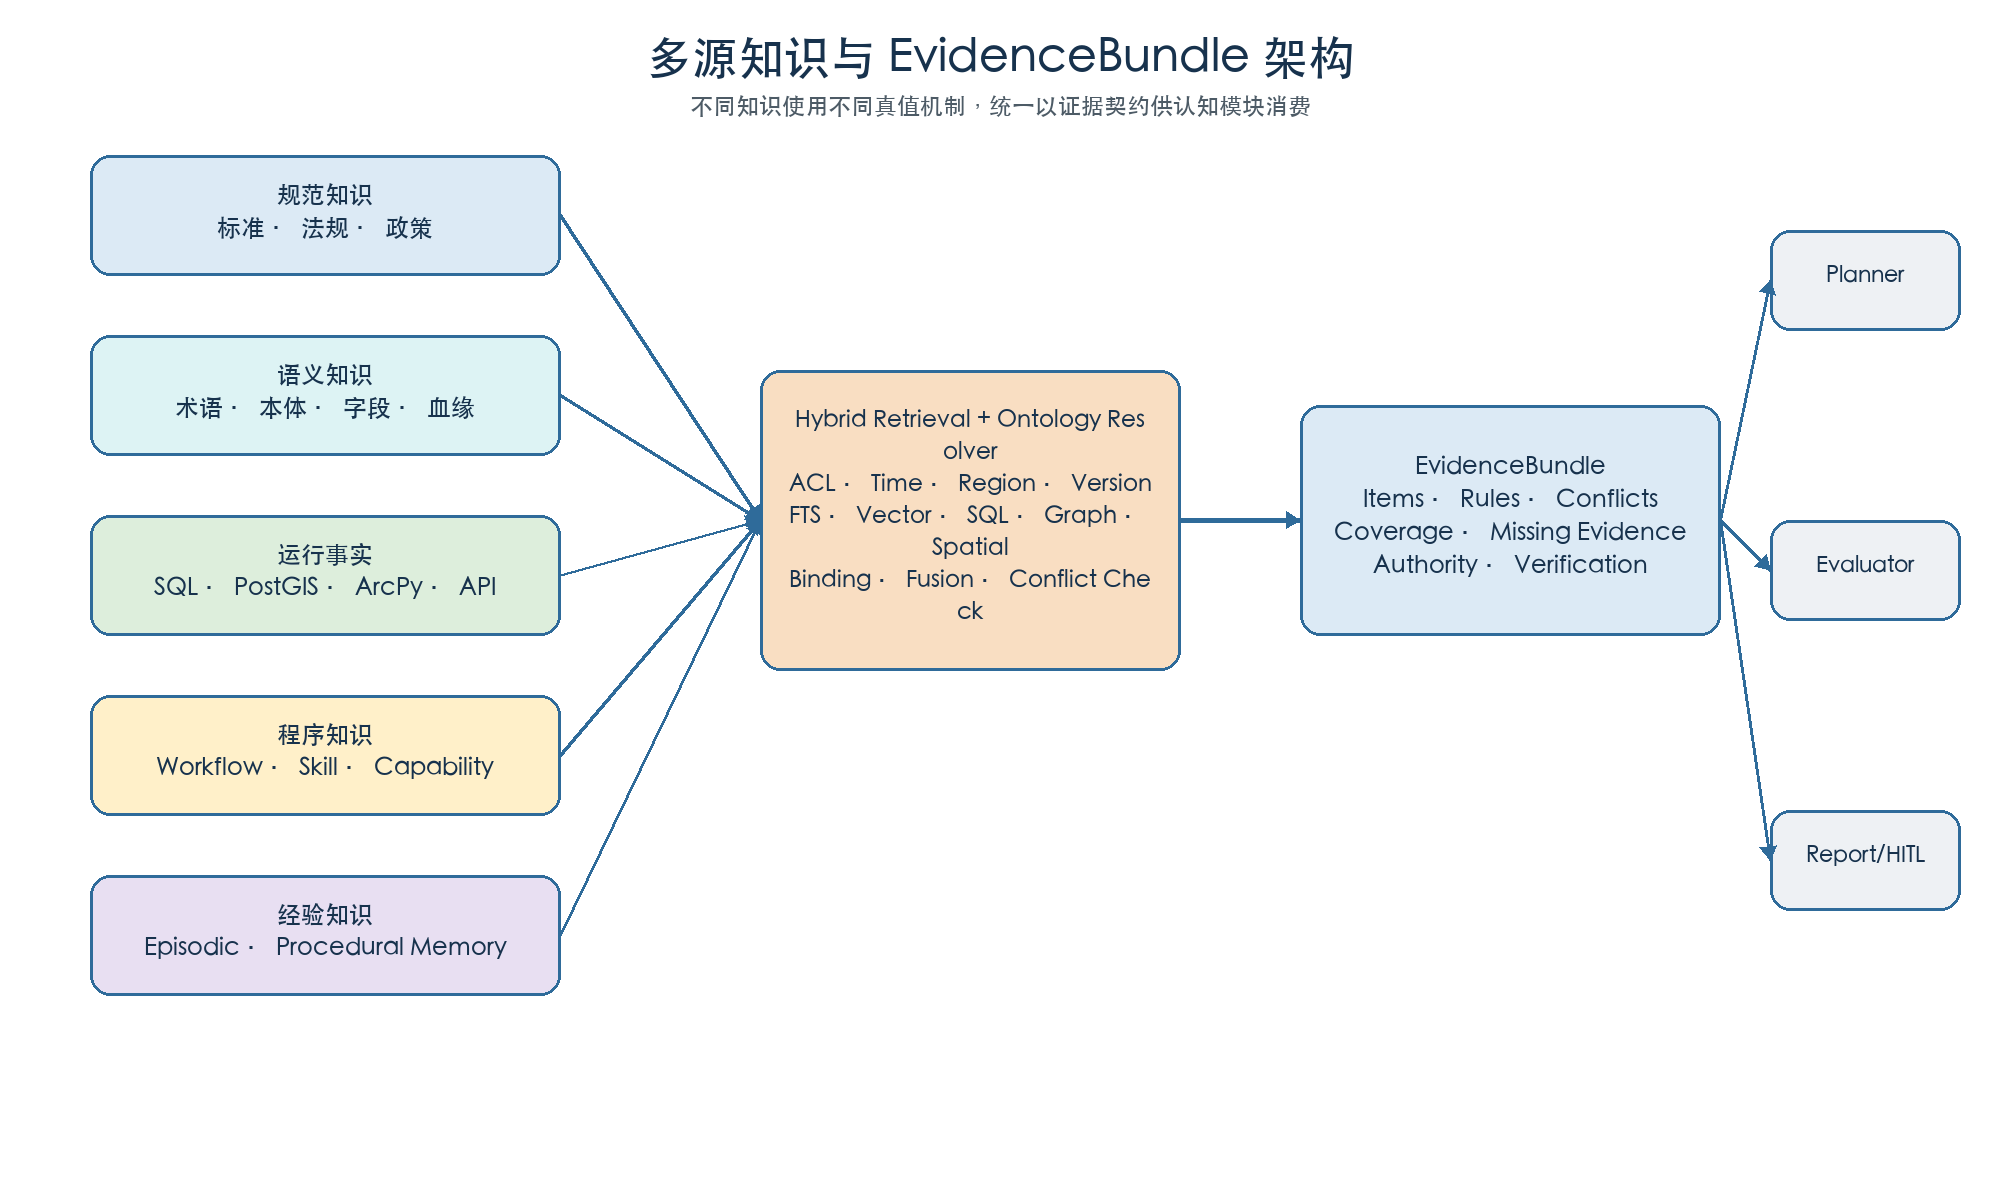 多源知识与 EvidenceBundle 架构
不同知识使用不同真值机制，统一以证据契约供认知模块消费
规范知识
标准 · 法规 · 政策
语义知识
术语 · 本体 · 字段 · 血缘
运行事实
SQL · PostGIS · ArcPy · API
程序知识
Workflow · Skill · Capability
经验知识
Episodic · Procedural Memory
Hybrid Retrieval + Ontology Res
olver
ACL · Time · Region · Version
FTS · Vector · SQL · Graph ·
Spatial
Binding · Fusion · Conflict Che
ck
EvidenceBundle
Items · Rules · Conflicts
Coverage · Missing Evidence
Authority · Verification
Planner
Evaluator
Report/HITL